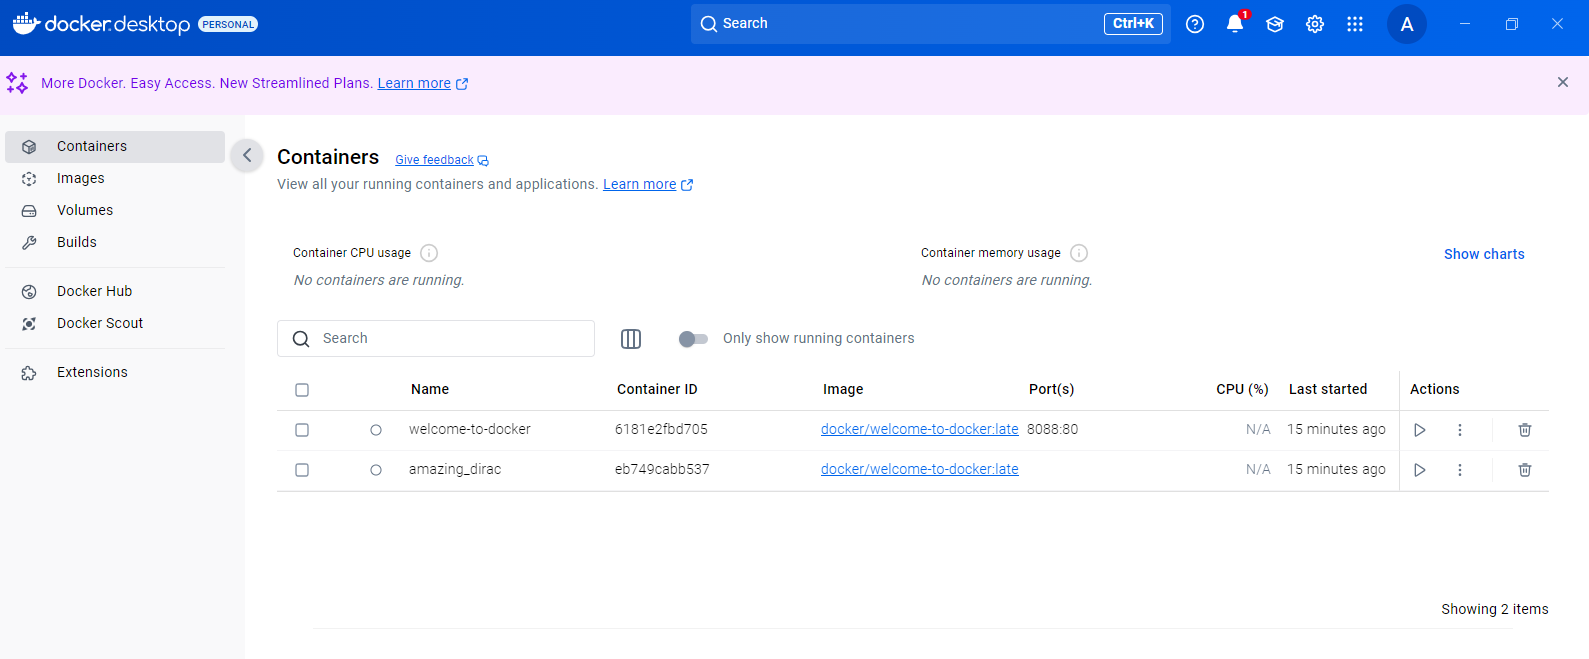 docker.desktop PERSONAL Search Ctrl+K 1 A
More Docker. Easy Access. New Streamlined Plans. Learn more
Containers
Images
Volumes
Builds
Docker Hub
Docker Scout
Extensions
Containers Give feedback
View all your running containers and applications. Learn more
Container CPU usage Container memory usage Show charts
No containers are running. No containers are running.
Search Only show running containers
Name Container ID Image Port(s) CPU (%) Last started Actions
welcome-to-docker 6181e2fbd705 docker/welcome-to-docker:late 8088:80 N/A 15 minutes ago
amazing_dirac eb749cabb537 docker/welcome-to-docker:late N/A 15 minutes ago
Showing 2 items